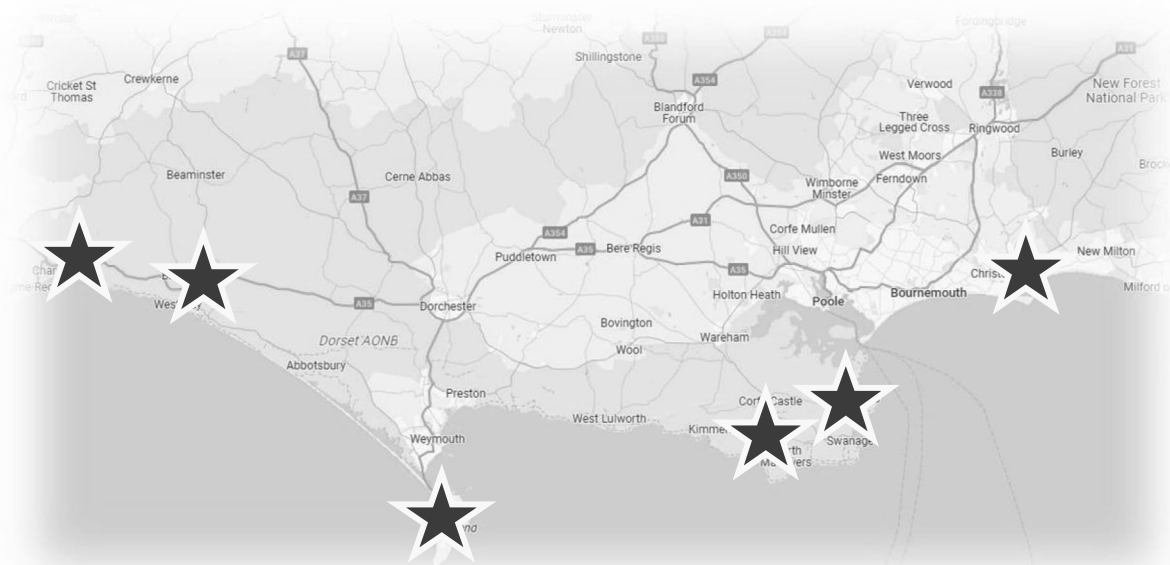 Sturminster
Newton
Fordingbridge
A37
A350
A354
A31
Shillingstone
Crewkerne
Cricket St
Thomas
A354
Verwood
A338
New Forest
National Park
Blandford
Forum
Three
Legged Cross
Ringwood
Burley
West Moors
Beaminster
Cerne Abbas
A350
Wimborne
Minster
Ferndown
A37
A31
A354
Corfe Mullen
Puddletown
A35
Bere Regis
Hill View
New Milton
A35
Holton Heath
Poole
Bournemouth
A35
Dorchester
Bovington
Wareham
Dorset AONB
Wool
Abbotsbury
Preston
West Lulworth
Weymouth
Swanage